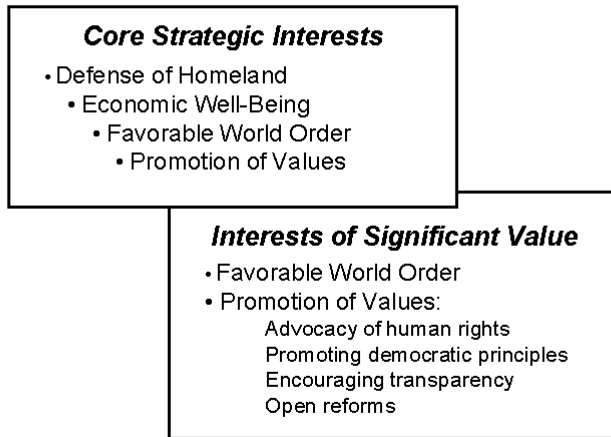 Core Strategic Interests
• Defense of Homeland
• Economic Well-Being
• Favorable World Order
• Promotion of Values
Interests of Significant Value
• Favorable World Order
• Promotion of Values:
Advocacy of human rights
Promoting democratic principles
Encouraging transparency
Open reforms